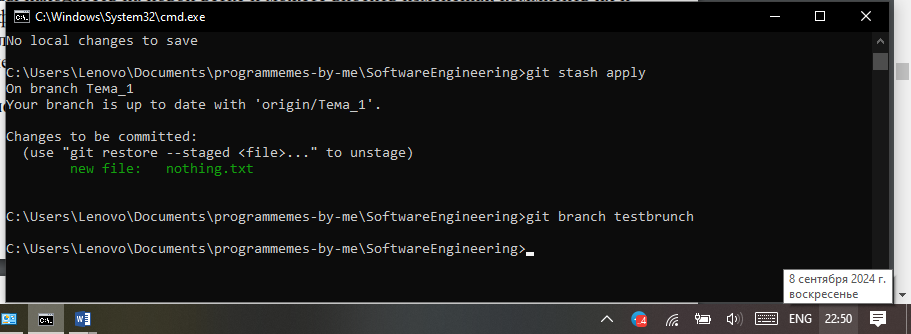 C:\Windows\System32\cmd.exe
No local changes to save
C:\Users\Lenovo\Documents\programmemes-by-me\SoftwareEngineering>git stash apply
On branch Тема_1
Your branch is up to date with 'origin/Тема_1'.
Changes to be committed:
(use "git restore --staged <file>..." to unstage)
new file: nothing.txt
C:\Users\Lenovo\Documents\programmemes-by-me\SoftwareEngineering>git branch testbrunch
C:\Users\Lenovo\Documents\programmemes-by-me\SoftwareEngineering>
8 сентября 2024 г.
воскресенье
ENG 22:50